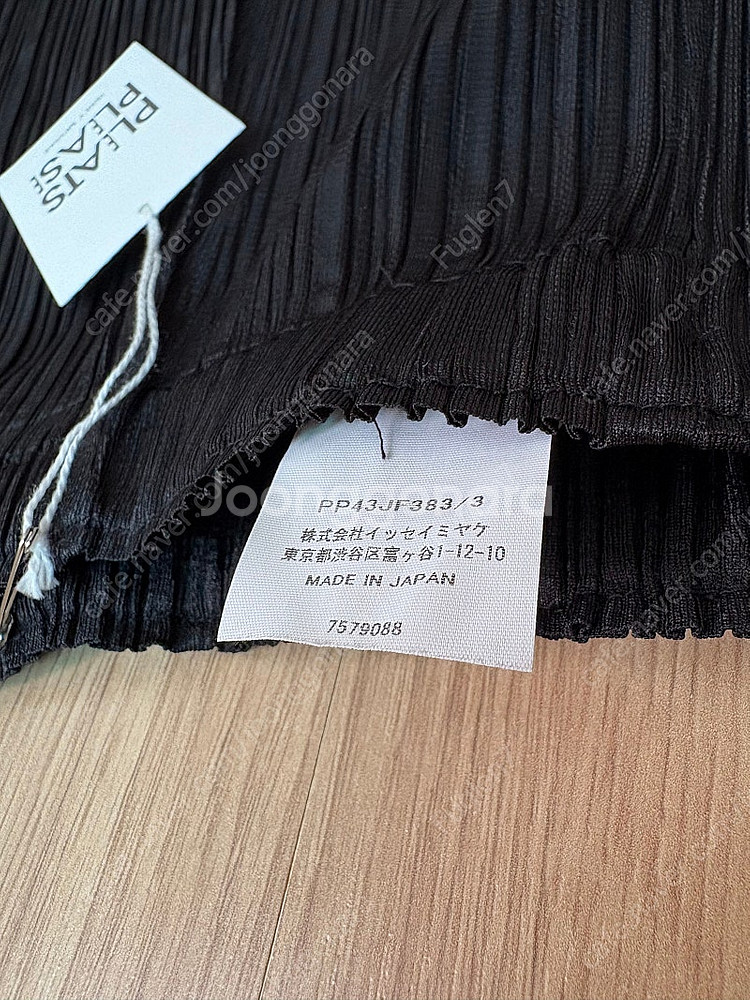 PLEATS
PLEASE
PP43JF383/3
株式会社イッセイミヤケ
東京都渋谷区富ヶ谷1-12-10
MADE IN JAPAN
7579088
Joonggonara
cafe.naver.com/joonggonara
Fuglen7